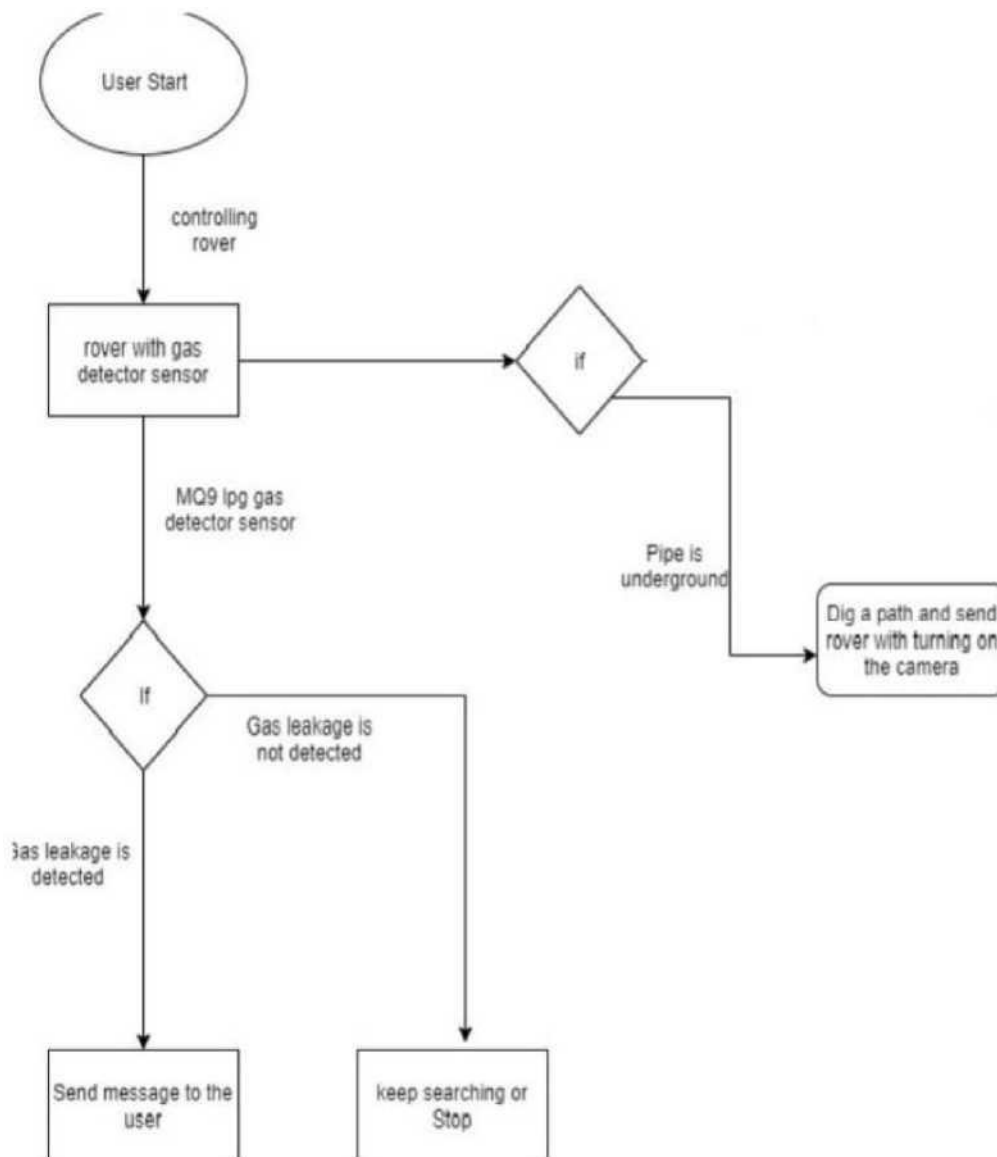 User Start
controlling
rover
rover with gas
detector sensor
if
MQ9 lpg gas
detector sensor
Pipe is
underground
Dig a path and send
rover with turning on
the camera
If
Gas leakage is
not detected
Gas leakage is
detected
Send message to the
user
keep searching or
Stop